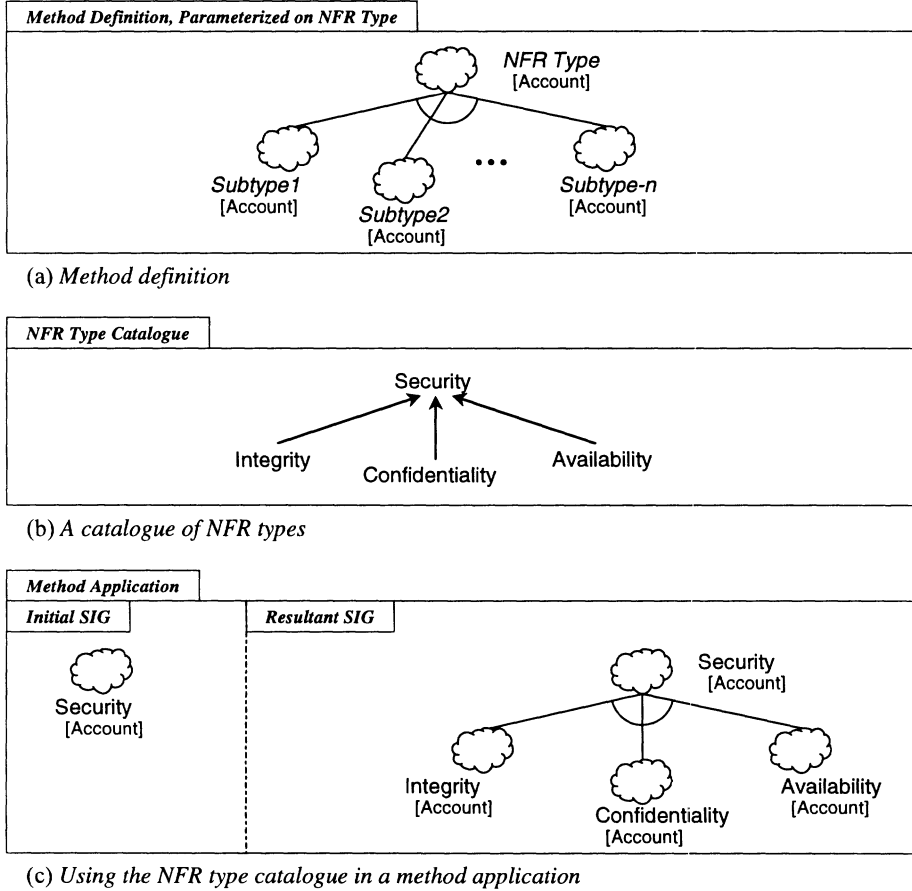 Method Definition, Parameterized on NFR Type
NFR Type
[Account]
Subtype1
[Account]
Subtype2
[Account]
•••
Subtype-n
[Account]
(a) Method definition
NFR Type Catalogue
Security
Integrity
Confidentiality
Availability
(b) A catalogue of NFR types
Method Application
Initial SIG
Security
[Account]
Resultant SIG
Security
[Account]
Integrity
[Account]
Confidentiality
[Account]
Availability
[Account]
(c) Using the NFR type catalogue in a method application